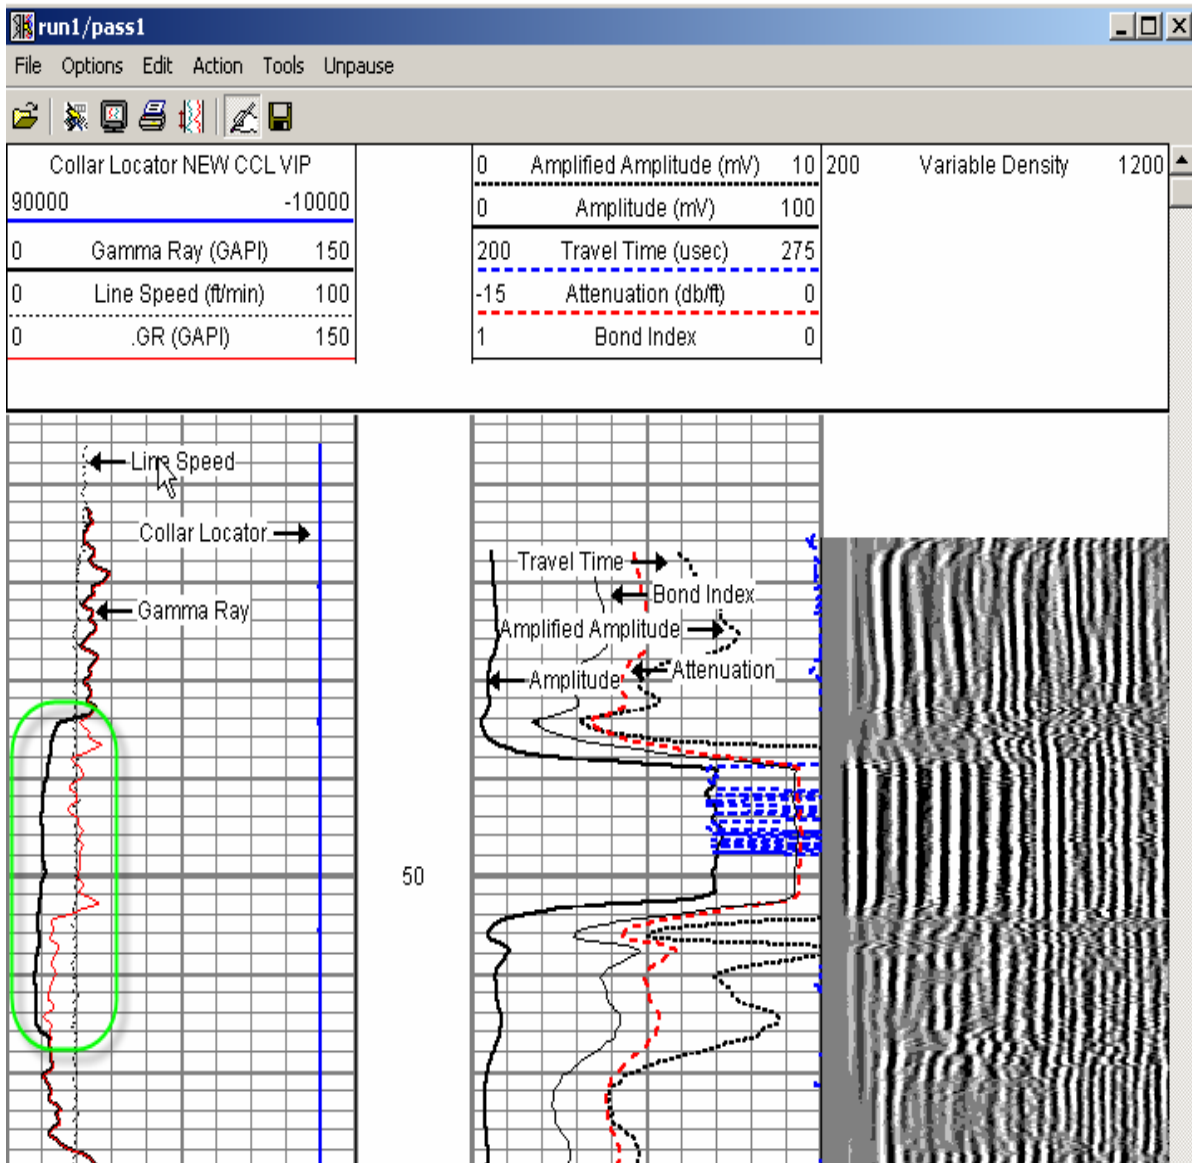 run1/pass1
File Options Edit Action Tools Unpause
Collar Locator NEW CCL VIP
90000 -10000
0 Gamma Ray (GAPI) 150
0 Line Speed (ft/min) 100
0 .GR (GAPI) 150
0 Amplified Amplitude (mV) 10
0 Amplitude (mV) 100
200 Travel Time (usec) 275
-15 Attenuation (db/ft) 0
1 Bond Index 0
200 Variable Density 1200
Line Speed
Collar Locator
Gamma Ray
Travel Time
Bond Index
Amplified Amplitude
Attenuation
Amplitude
50